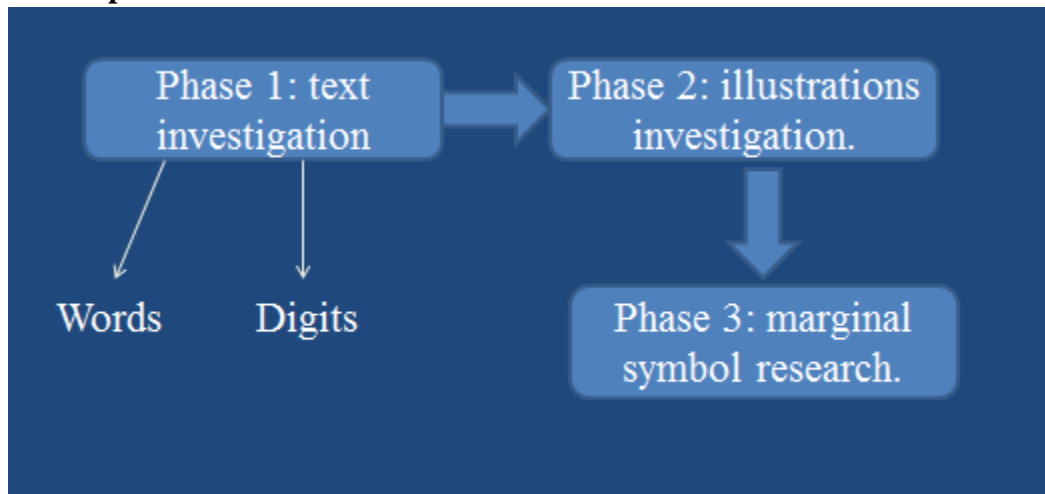 Phase 1: text
investigation
Phase 2: illustrations
investigation.
Words
Digits
Phase 3: marginal
symbol research.